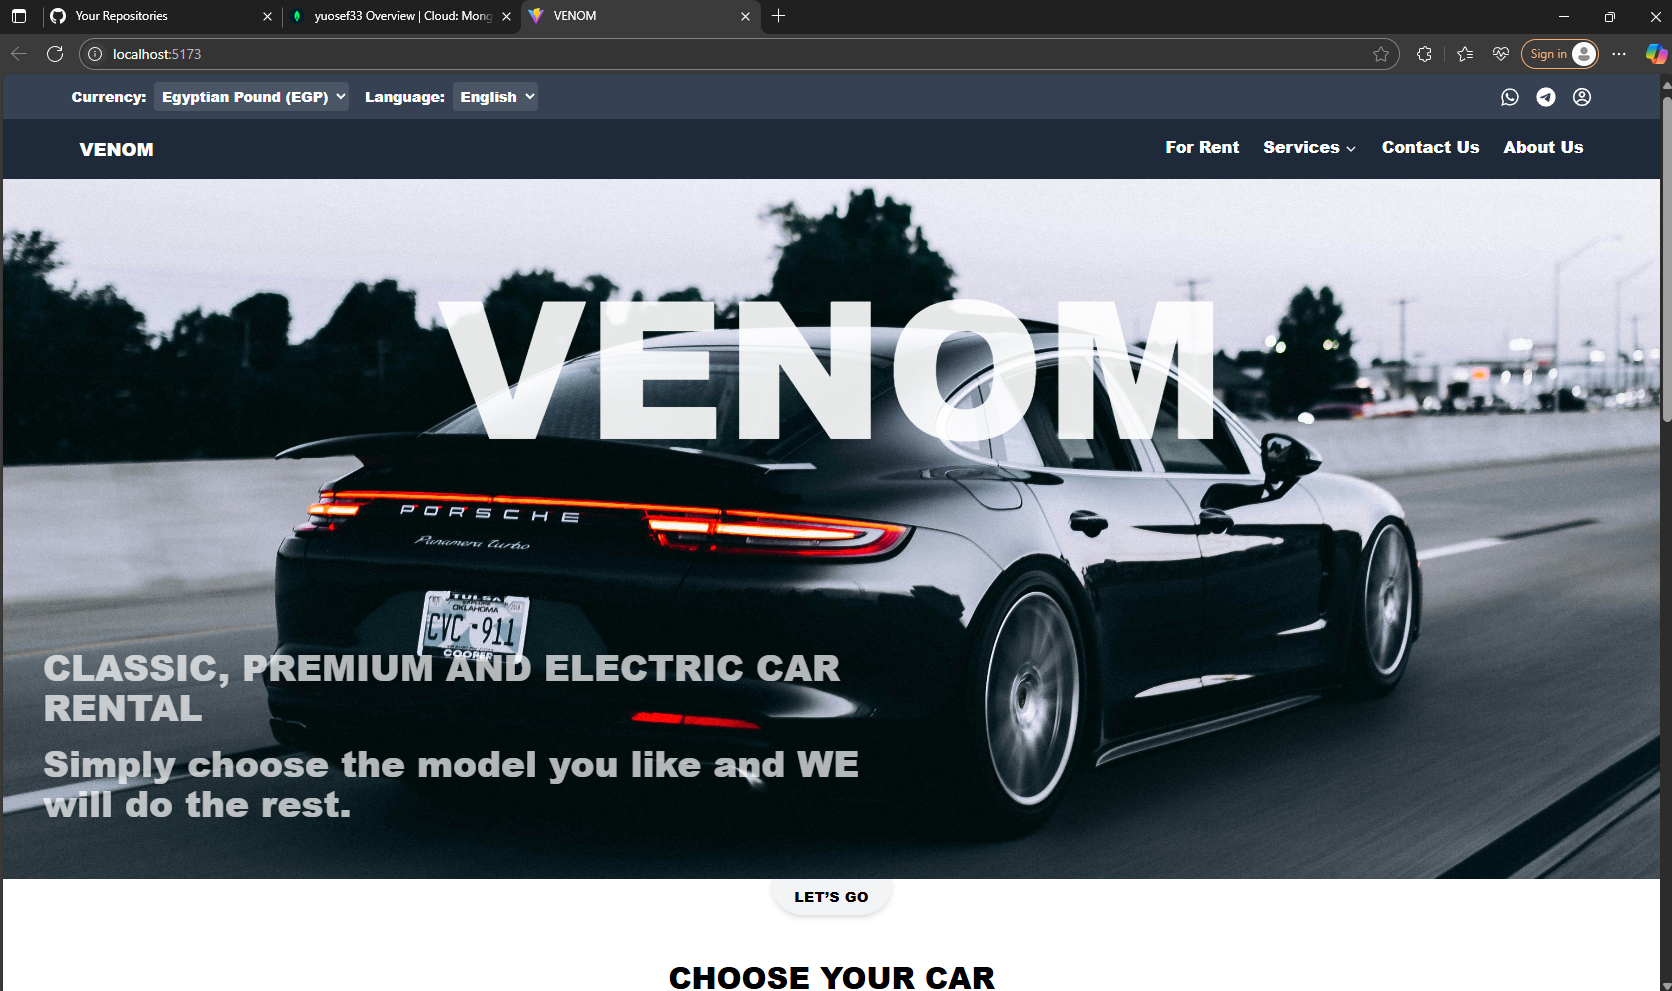 Your Repositories
yuosef33 Overview | Cloud: Mong
VENOM
localhost:5173
Sign in
Currency: Egyptian Pound (EGP) Language: English
VENOM
For Rent Services Contact Us About Us
VENOM
PORSCHE
Panamera turbo
TULSA
OKLAHOMA
CVC-911
COOPER
CLASSIC, PREMIUM AND ELECTRIC CAR
RENTAL
Simply choose the model you like and WE
will do the rest.
LET'S GO
CHOOSE YOUR CAR